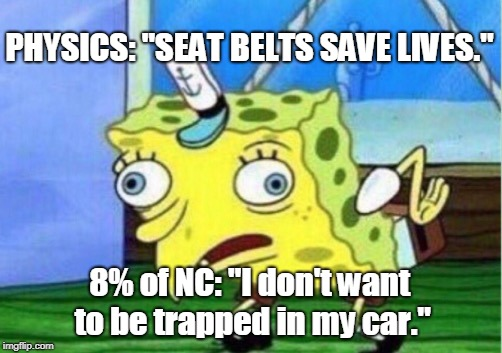 PHYSICS: "SEAT BELTS SAVE LIVES."
8% of NC: "I don't want
to be trapped in my car."
imgflip.com